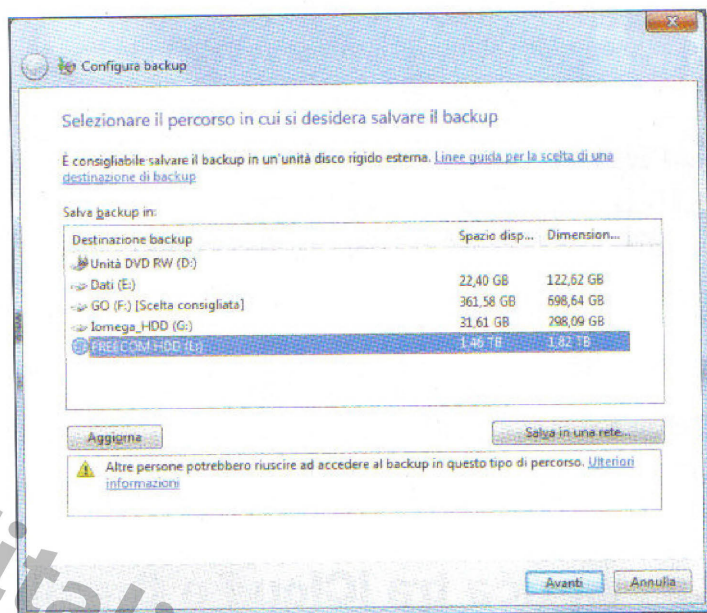 Configura backup
Selezionare il percorso in cui si desidera salvare il backup
È consigliabile salvare il backup in un'unità disco rigido esterna. Linee guida per la scelta di una
destinazione di backup
Salva backup in:
Destinazione backup Spazio disp... Dimension...
Unità DVD RW (D:)
Dati (E:) 22,40 GB 122,62 GB
GO (F:) [Scelta consigliata] 361,58 GB 698,64 GB
Iomega_HDD (G:) 31,61 GB 298,09 GB
FREECOM HDD (L:) 1,46 TB 1,82 TB
Aggiorna Salva in una rete...
Altre persone potrebbero riuscire ad accedere al backup in questo tipo di percorso. Ulteriori
informazioni
Avanti Annulla